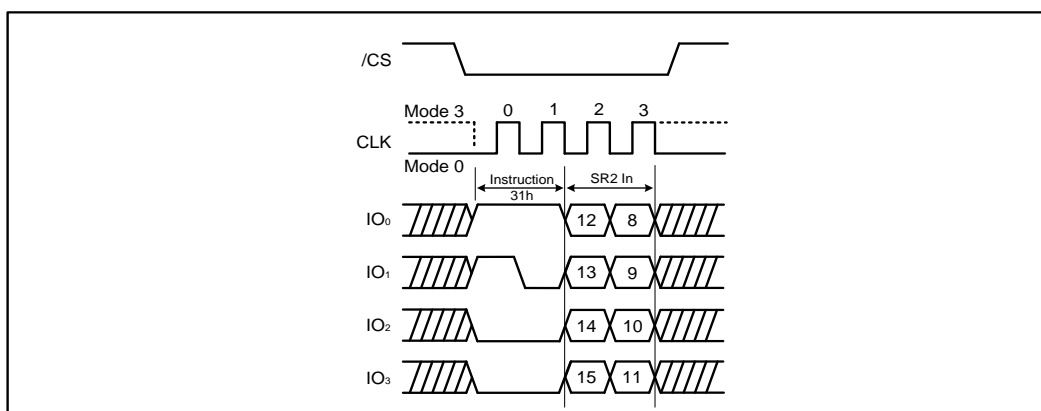 /CS
Mode 3 0 1 2 3
CLK
Mode 0
Instruction SR2 In
31h
IO₀ 12 8
IO₁ 13 9
IO₂ 14 10
IO₃ 15 11